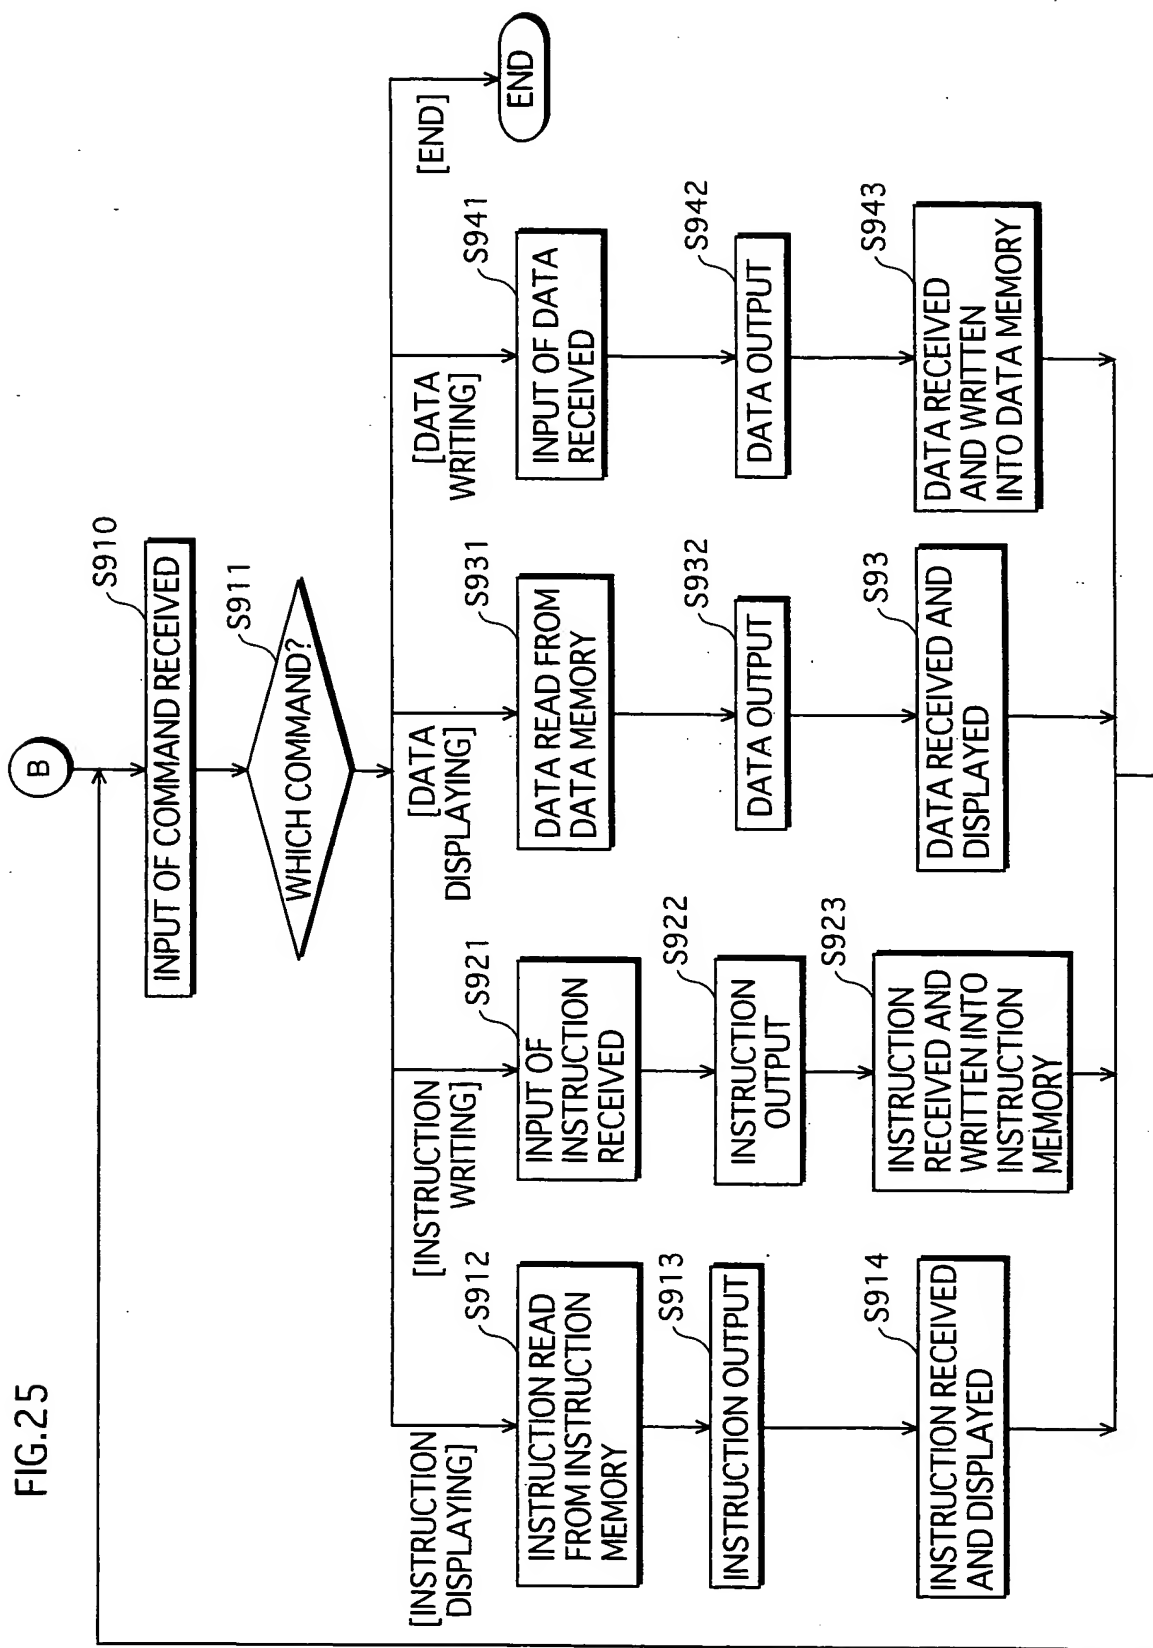 FIG.25
B
S910
INPUT OF COMMAND RECEIVED
S911
WHICH COMMAND?
[INSTRUCTION
DISPLAYING]
S912
INSTRUCTION READ
FROM INSTRUCTION
MEMORY
S913
INSTRUCTION OUTPUT
S914
INSTRUCTION RECEIVED
AND DISPLAYED
[INSTRUCTION
WRITING]
S921
INPUT OF
INSTRUCTION
RECEIVED
S922
INSTRUCTION
OUTPUT
S923
INSTRUCTION
RECEIVED AND
WRITTEN INTO
INSTRUCTION
MEMORY
[DATA
DISPLAYING]
S931
DATA READ FROM
DATA MEMORY
S932
DATA OUTPUT
S93
DATA RECEIVED AND
DISPLAYED
[DATA
WRITING]
S941
INPUT OF DATA
RECEIVED
S942
DATA OUTPUT
S943
DATA RECEIVED
AND WRITTEN
INTO DATA MEMORY
[END]
END